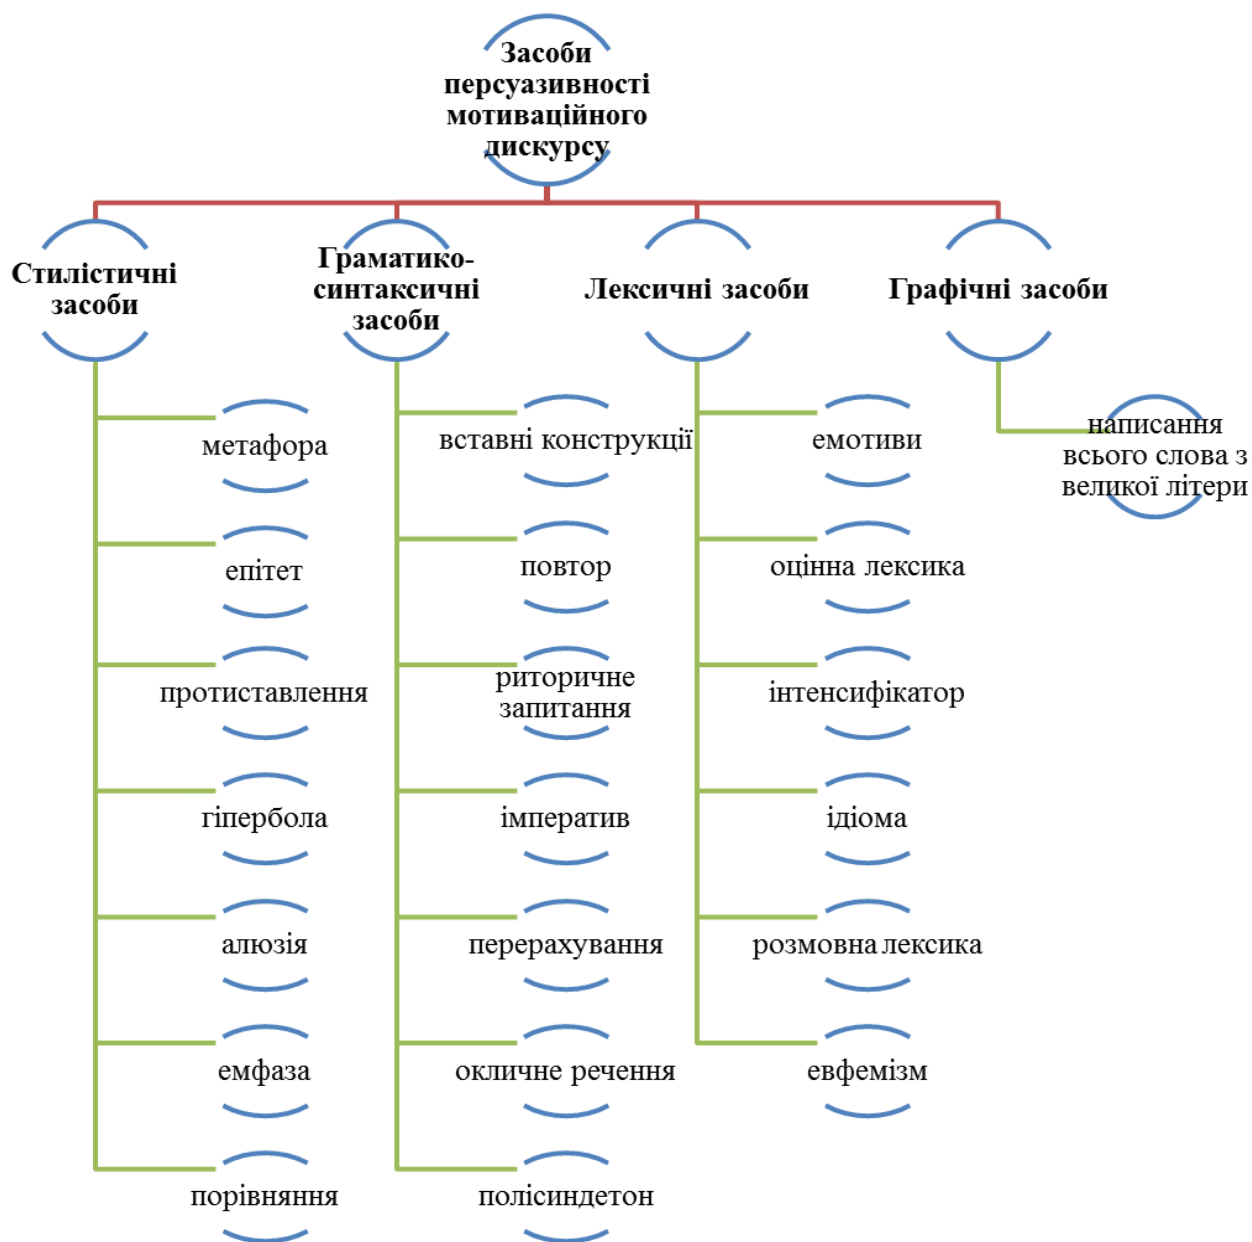 Засоби
персуазивності
мотиваційного
дискурсу
Стилістичні
засоби
Граматико-
синтаксичні
засоби
Лексичні засоби
Графічні засоби
метафора
епітет
протиставлення
гіпербола
алюзія
емфаза
порівняння
вставні конструкції
повтор
риторичне
запитання
імператив
перерахування
окличне речення
полісиндетон
емотиви
оцінна лексика
інтенсифікатор
ідіома
розмовна лексика
евфемізм
написання
всього слова з
великої літери